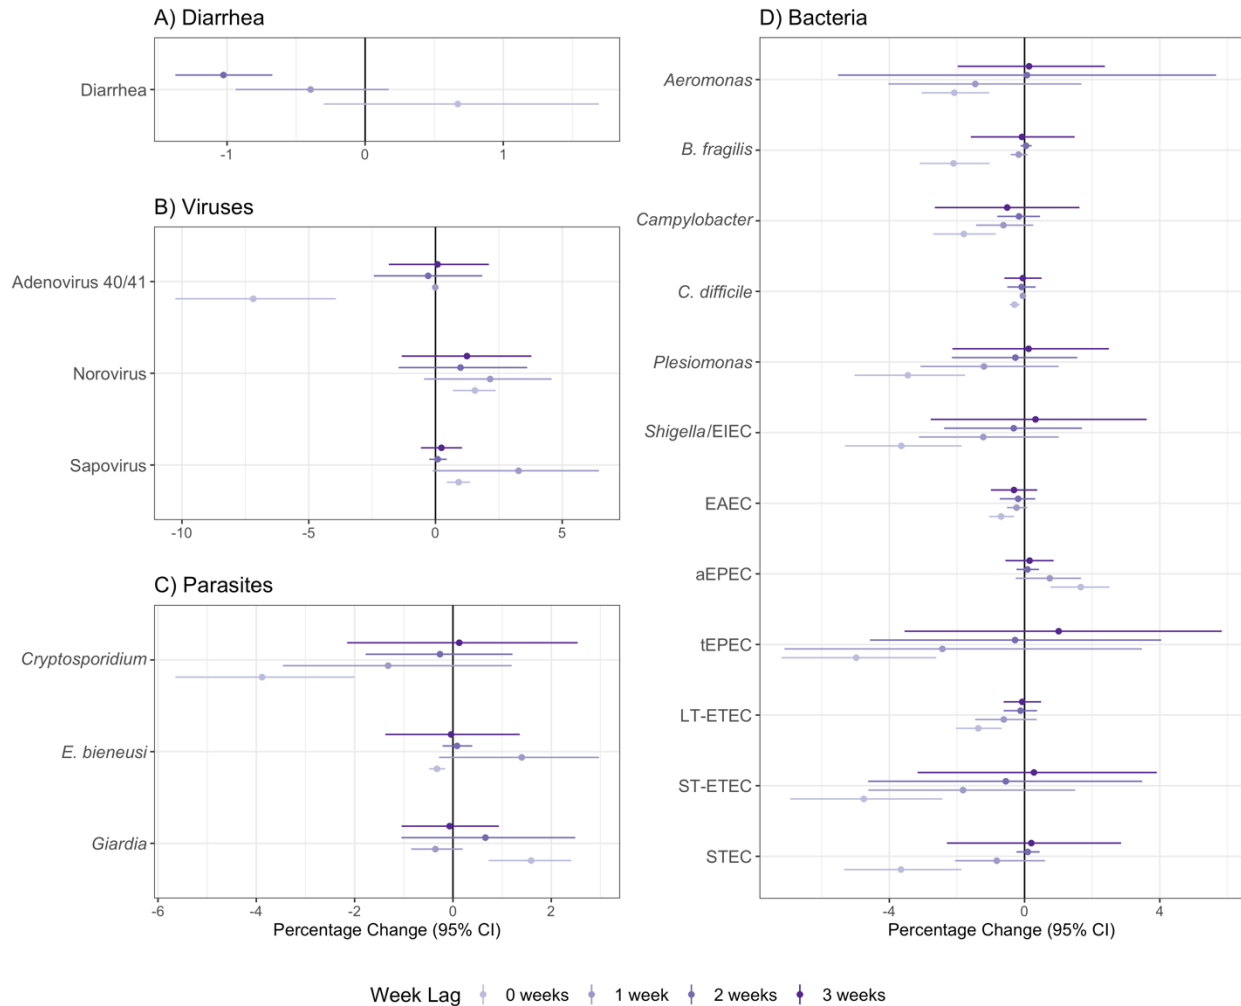 A) Diarrhea
Diarrhea
-1 0 1
B) Viruses
Adenovirus 40/41
Norovirus
Sapovirus
-10 -5 0 5
C) Parasites
Cryptosporidium
E. bieneusi
Giardia
-6 -4 -2 0 2
Percentage Change (95% CI)
D) Bacteria
Aeromonas
B. fragilis
Campylobacter
C. difficile
Plesiomonas
Shigella/EIEC
EAEC
aEPEC
tEPEC
LT-ETEC
ST-ETEC
STEC
-4 0 4
Percentage Change (95% CI)
Week Lag 0 weeks 1 week 2 weeks 3 weeks